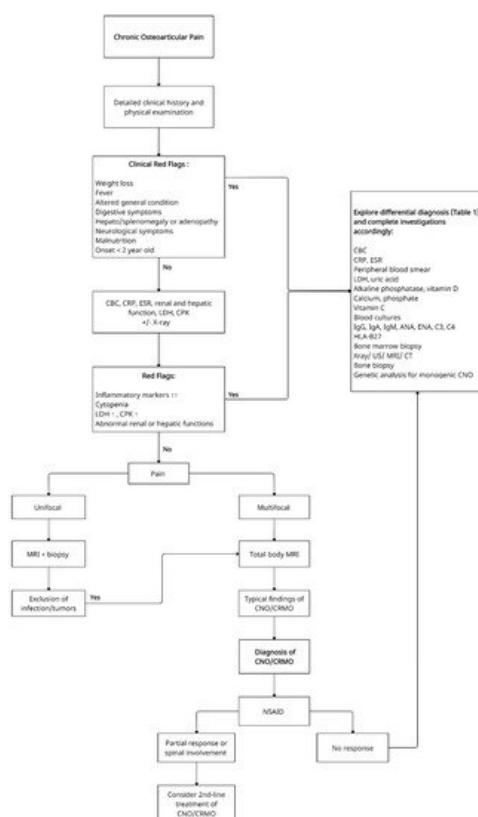 Chronic Osteoarticular Pain
Detailed clinical history and
physical examination
Clinical Red Flags :
Weight loss
Fever
Altered general condition
Digestive symptoms
Hepato/splenomegaly or adenopathy
Neurological symptoms
Malnutrition
Onset < 2 year old
Yes
No
CBC, CRP, ESR, renal and hepatic
function, LDH, CPK
+/- X-ray
Red Flags:
Inflammatory markers ↑↑
Cytopenia
LDH ↑ , CPK ↑
Abnormal renal or hepatic functions
Yes
No
Explore differential diagnosis (Table 1)
and complete investigations
accordingly:
CBC
CRP, ESR
Peripheral blood smear
LDH, uric acid
Alkaline phosphatase, vitamin D
Calcium, phosphate
Vitamin C
Blood cultures
IgG, IgA, IgM, ANA, ENA, C3, C4
HLA-B27
Bone marrow biopsy
Xray/ US/ MRI/ CT
Bone biopsy
Genetic analysis for monogenic CNO
Pain
Unifocal
Multifocal
MRI + biopsy
Total body MRI
Exclusion of
infection/tumors
Yes
Typical findings of
CNO/CRMO
Diagnosis of
CNO/CRMO
NSAID
Partial response or
spinal involvement
No response
Consider 2nd-line
treatment of
CNO/CRMO